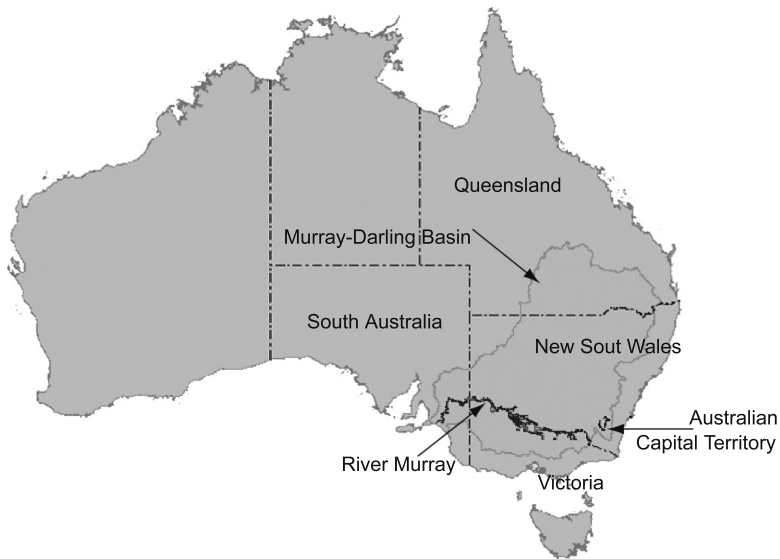 Queensland
Murray-Darling Basin
South Australia
New Sout Wales
Australian
Capital Territory
River Murray
Victoria